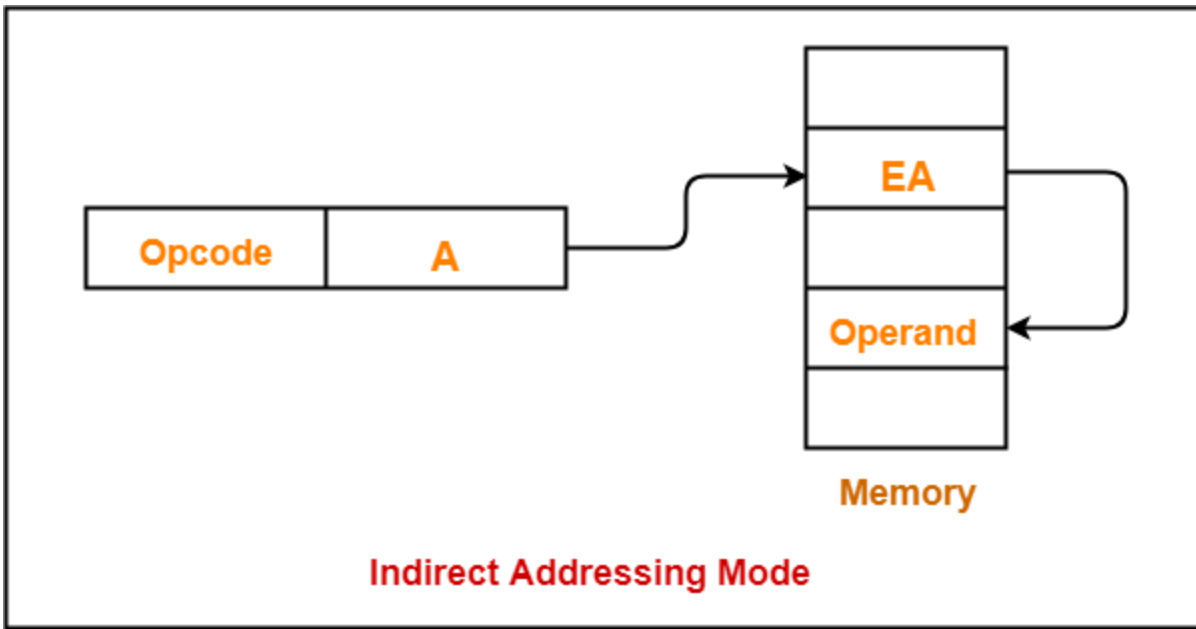 EA
Opcode A
Operand
Memory
Indirect Addressing Mode